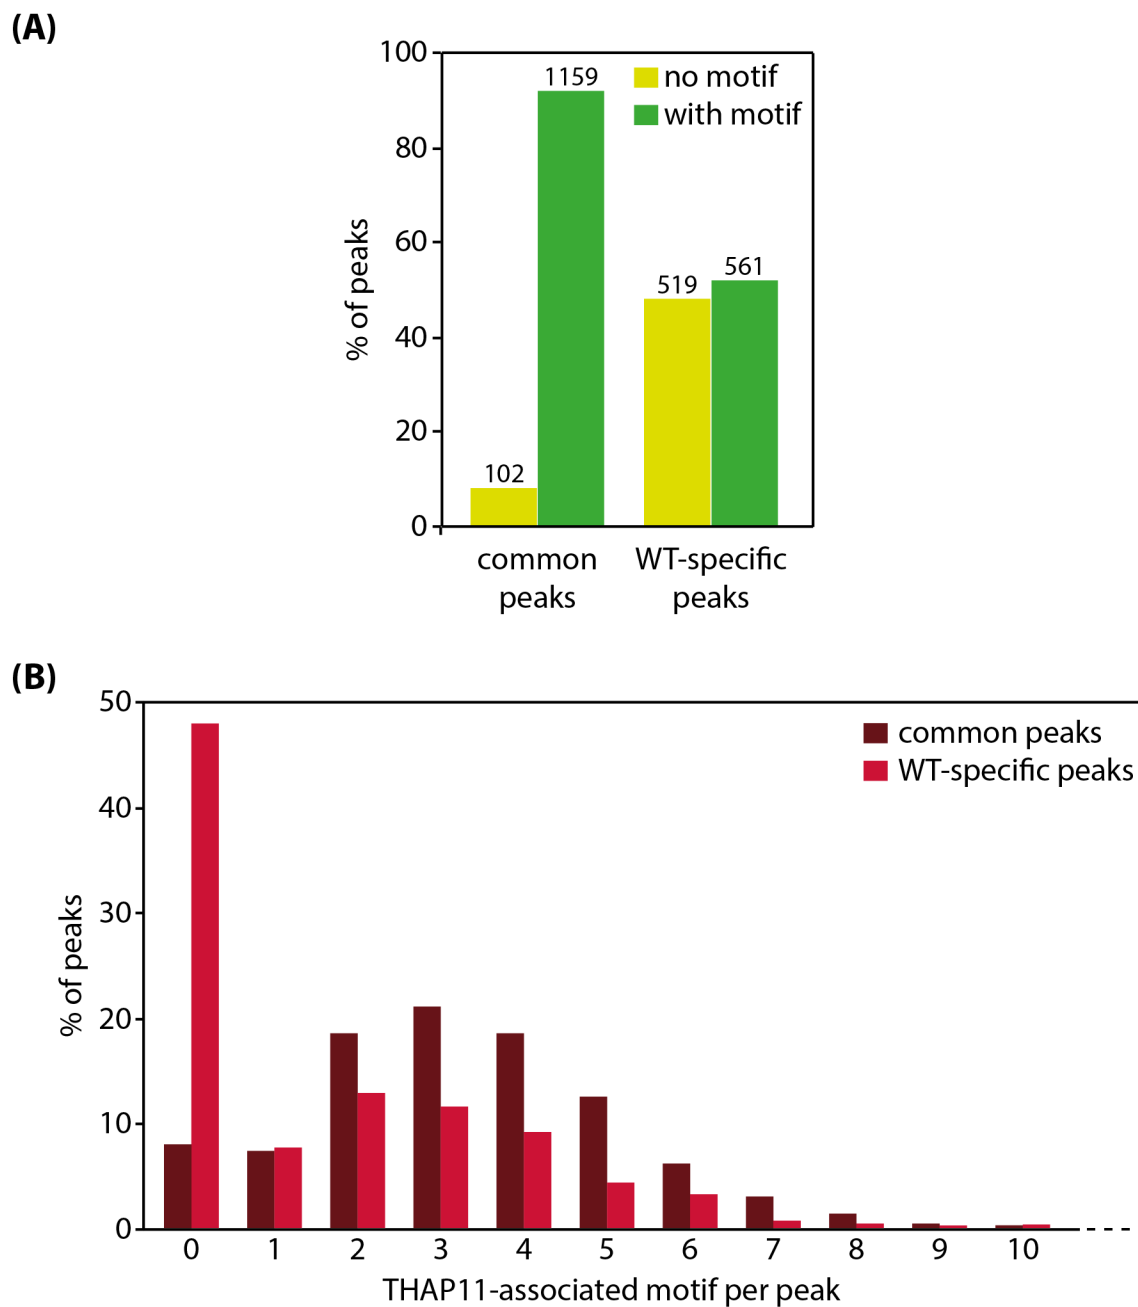 (A)
100
80
60
40
20
0
% of peaks
1159
no motif
with motif
519
561
102
common
peaks
WT-specific
peaks
(B)
50
40
30
20
10
0
% of peaks
common peaks
WT-specific peaks
0 1 2 3 4 5 6 7 8 9 10
THAP11-associated motif per peak